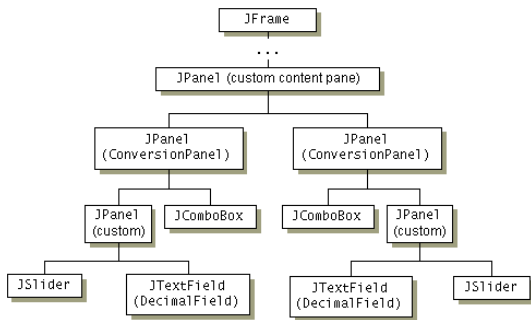 JFrame
...
JPanel (custom content pane)
JPanel
(ConversionPanel)
JPanel
(ConversionPanel)
JPanel
(custom)
JComboBox
JComboBox
JPanel
(custom)
JSlider
JTextField
(DecimalField)
JTextField
(DecimalField)
JSlider